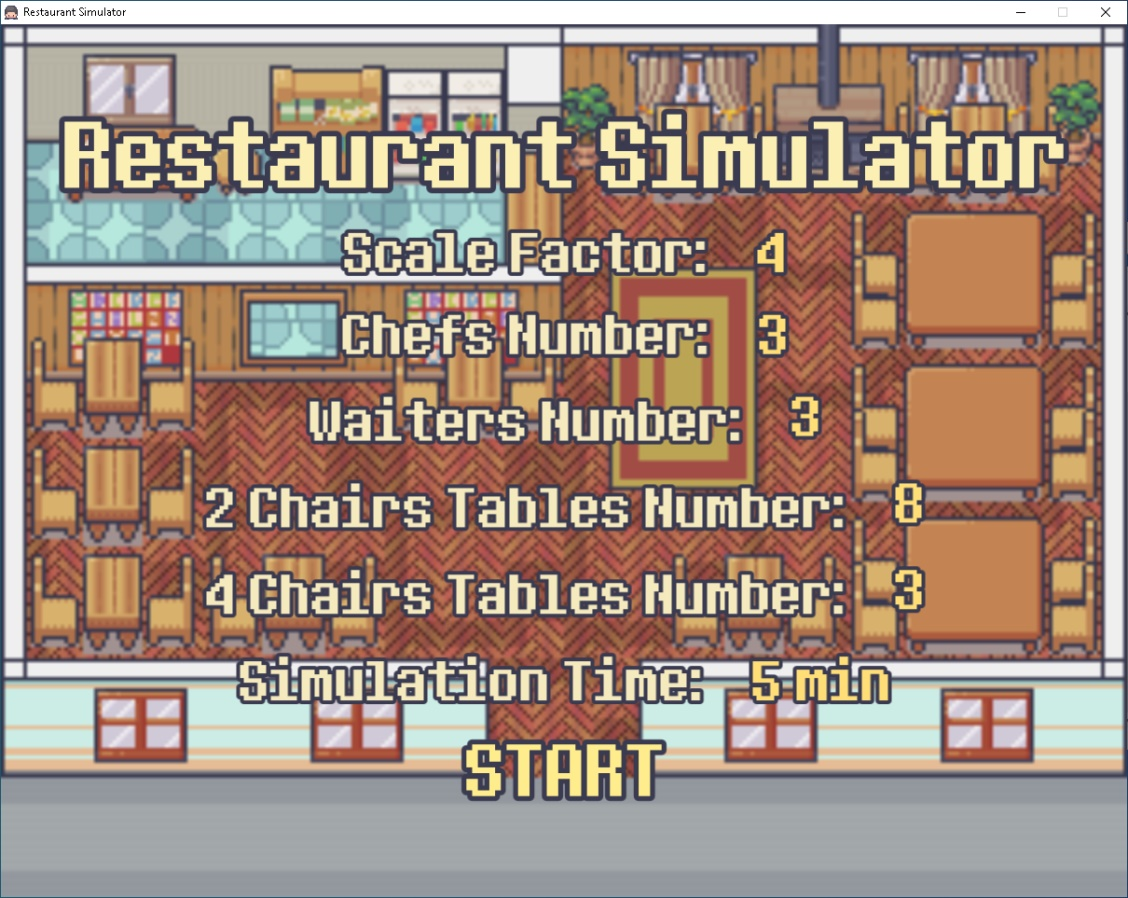 Restaurant Simulator
Restaurant Simulator
Scale Factor: 4
Chefs Number: 3
Waiters Number: 3
2 Chairs Tables Number: 8
4 Chairs Tables Number: 3
Simulation Time: 5 min
START